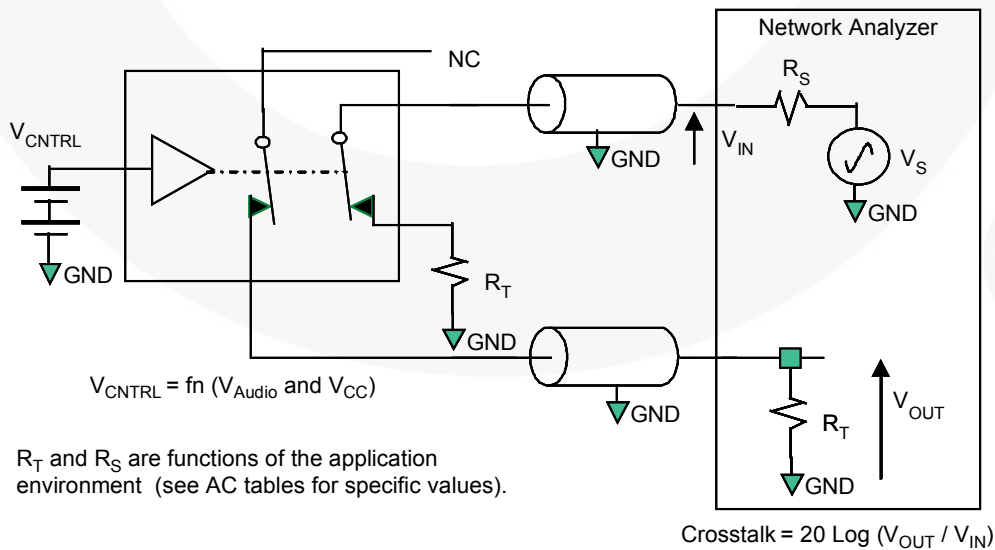 Network Analyzer
NC
R_S
V_CNTRL
GND
V_IN
V_S
GND
GND
R_T
GND
V_CNTRL = fn (V_Audio and V_CC)
GND
R_T
V_OUT
R_T and R_S are functions of the application
environment (see AC tables for specific values).
GND
Crosstalk = 20 Log (V_OUT / V_IN)